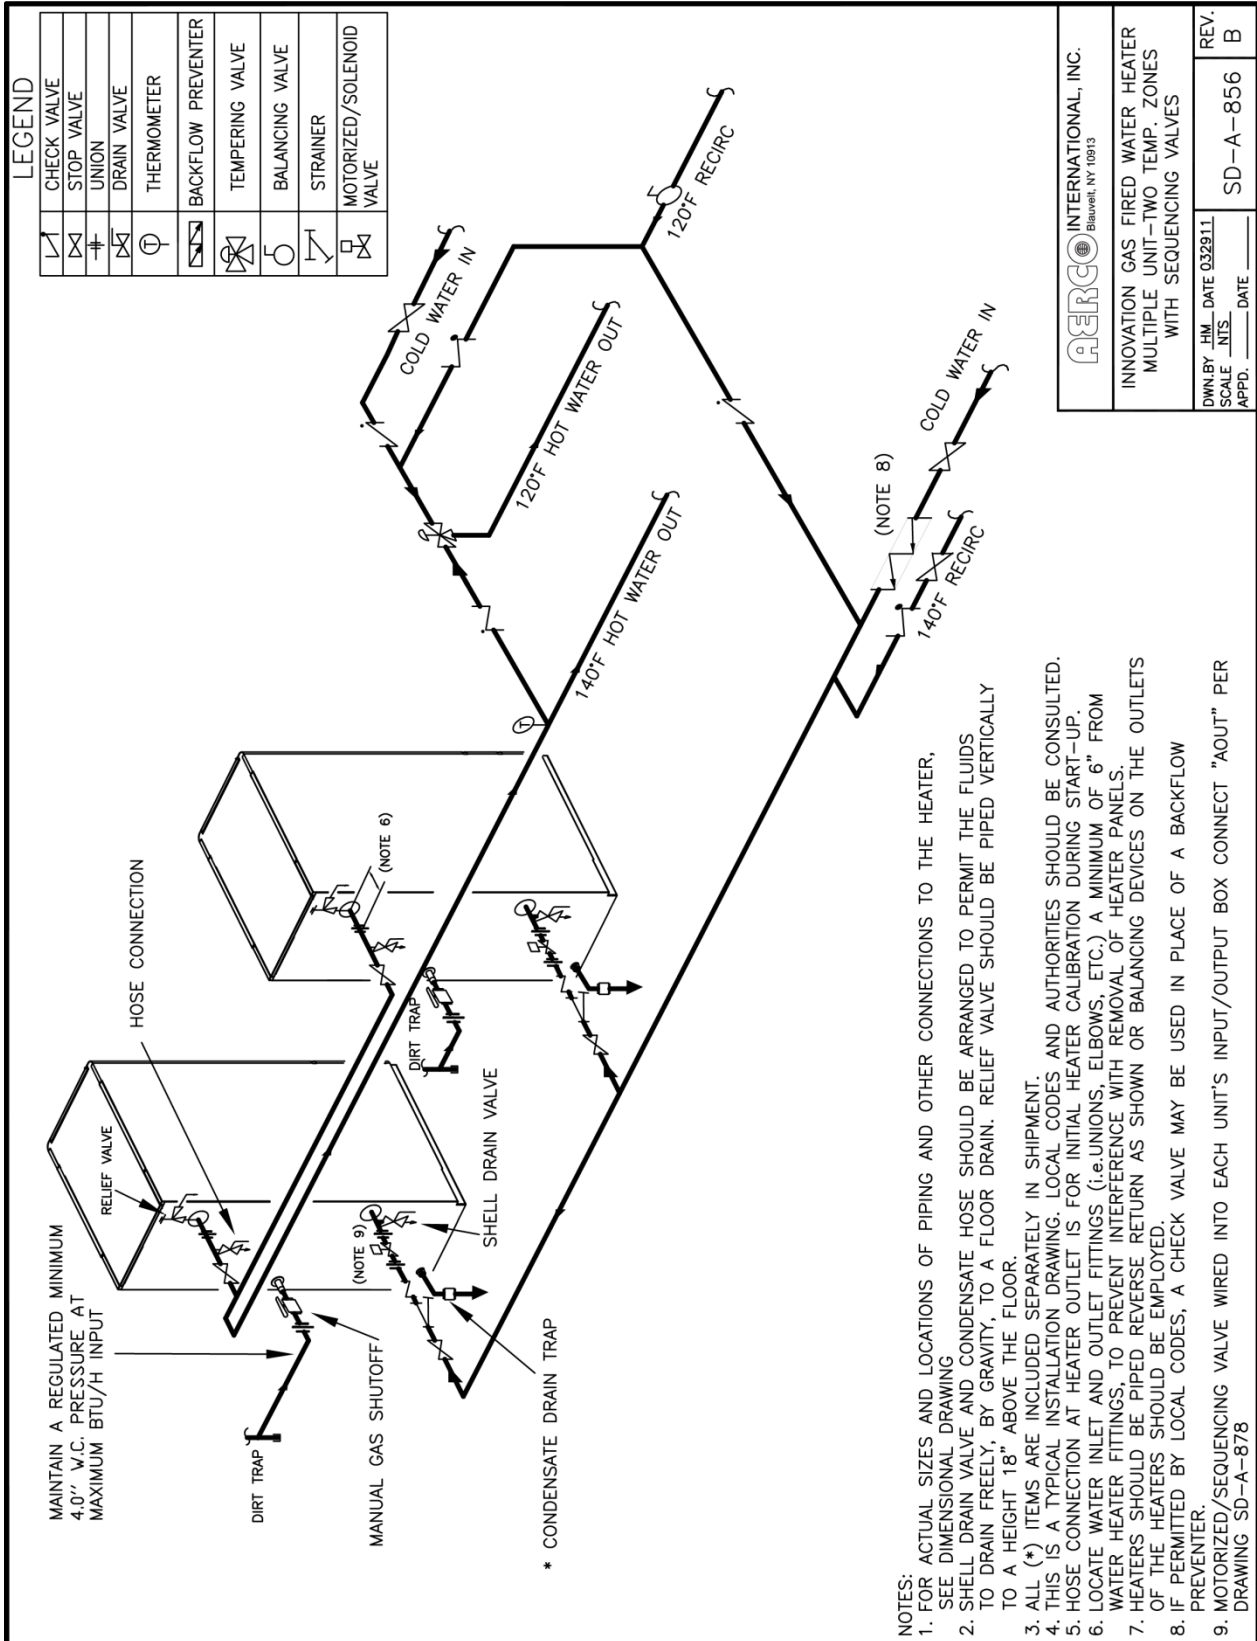 LEGEND
CHECK VALVE
STOP VALVE
UNION
DRAIN VALVE
T
THERMOMETER
BACKFLOW PREVENTER
TEMPERING VALVE
BALANCING VALVE
STRAINER
MOTORIZED/SOLENOID
VALVE
MAINTAIN A REGULATED MINIMUM
4.0" W.C. PRESSURE AT
MAXIMUM BTU/H INPUT
RELIEF VALVE
HOSE CONNECTION
(NOTE 6)
T
DIRT TRAP
DIRT TRAP
(NOTE 9)
MANUAL GAS SHUTOFF
SHELL DRAIN VALVE
* CONDENSATE DRAIN TRAP
COLD WATER IN
120°F HOT WATER OUT
120°F RECIRC
140°F HOT WATER OUT
(NOTE 8)
COLD WATER IN
140°F RECIRC
NOTES:
1. FOR ACTUAL SIZES AND LOCATIONS OF PIPING AND OTHER CONNECTIONS TO THE HEATER,
SEE DIMENSIONAL DRAWING
2. SHELL DRAIN VALVE AND CONDENSATE HOSE SHOULD BE ARRANGED TO PERMIT THE FLUIDS
TO DRAIN FREELY, BY GRAVITY, TO A FLOOR DRAIN. RELIEF VALVE SHOULD BE PIPED VERTICALLY
TO A HEIGHT 18" ABOVE THE FLOOR.
3. ALL (*) ITEMS ARE INCLUDED SEPARATELY IN SHIPMENT.
4. THIS IS A TYPICAL INSTALLATION DRAWING. LOCAL CODES AND AUTHORITIES SHOULD BE CONSULTED.
5. HOSE CONNECTION AT HEATER OUTLET IS FOR INITIAL HEATER CALIBRATION DURING START-UP.
6. LOCATE WATER INLET AND OUTLET FITTINGS (i.e.UNIONS, ELBOWS, ETC.) A MINIMUM OF 6" FROM
WATER HEATER FITTINGS, TO PREVENT INTERFERENCE WITH REMOVAL OF HEATER PANELS.
7. HEATERS SHOULD BE PIPED REVERSE RETURN AS SHOWN OR BALANCING DEVICES ON THE OUTLETS
OF THE HEATERS SHOULD BE EMPLOYED.
8. IF PERMITTED BY LOCAL CODES, A CHECK VALVE MAY BE USED IN PLACE OF A BACKFLOW
PREVENTER.
9. MOTORIZED/SEQUENCING VALVE WIRED INTO EACH UNIT'S INPUT/OUTPUT BOX CONNECT "AOUT" PER
DRAWING SD-A-878
AERCO INTERNATIONAL, INC.
Blauvelt, NY 10913
INNOVATION GAS FIRED WATER HEATER
MULTIPLE UNIT-TWO TEMP. ZONES
WITH SEQUENCING VALVES
DWN.BY HM DATE 032911
SCALE NTS
APPD. DATE
SD-A-856
REV.
B